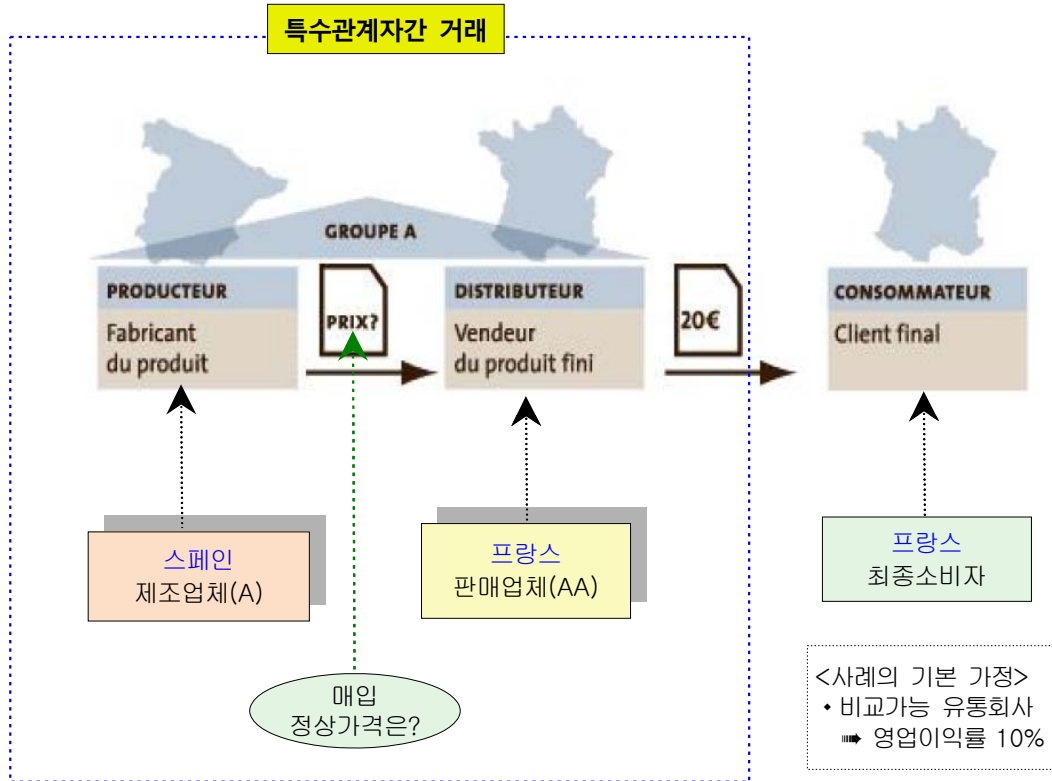 특수관계자간 거래
GROUPE A
PRODUCTEUR
Fabricant
du produit
PRIX?
DISTRIBUTEUR
Vendeur
du produit fini
20€
CONSOMMATEUR
Client final
스페인
제조업체(A)
프랑스
판매업체(AA)
프랑스
최종소비자
매입
정상가격은?
<사례의 기본 가정>
• 비교가능 유통회사
➠ 영업이익률 10%